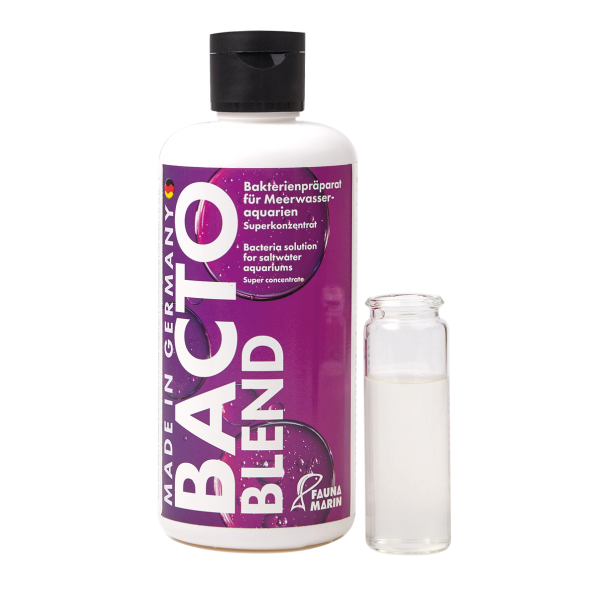 MADE IN GERMANY
BACTO
BLEND
Bakterienpräparat
für Meerwasser-
aquarien
Superkonzentrat
Bacteria solution
for saltwater
aquariums
Super concentrate
FAUNA
MARIN